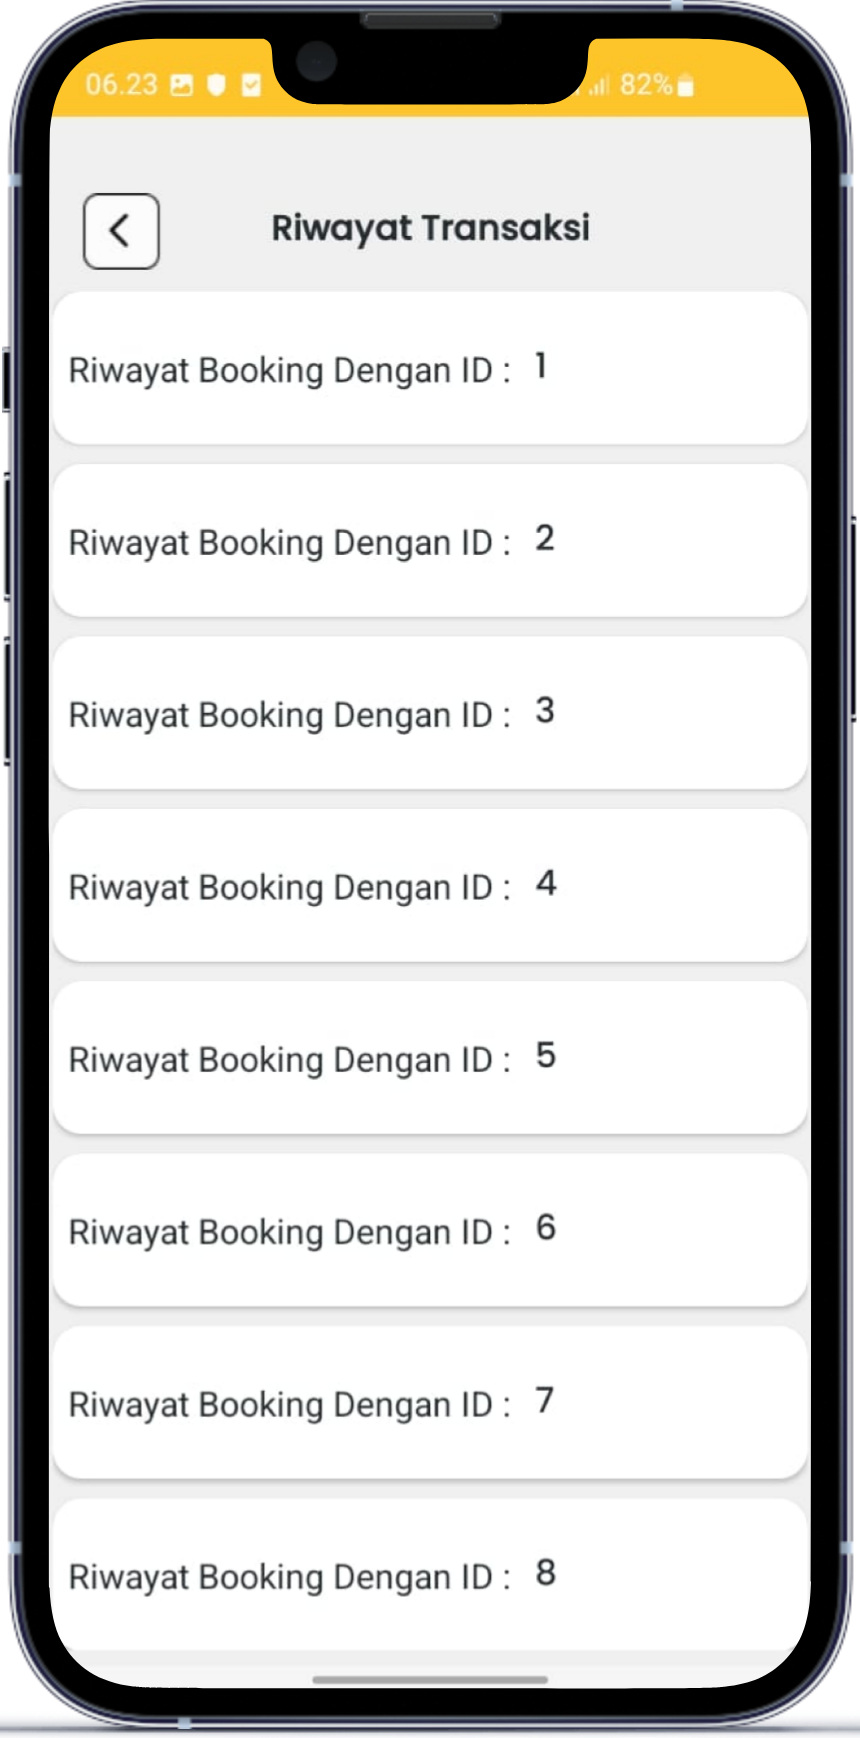 06.23 82%
Riwayat Transaksi
Riwayat Booking Dengan ID : 1
Riwayat Booking Dengan ID : 2
Riwayat Booking Dengan ID : 3
Riwayat Booking Dengan ID : 4
Riwayat Booking Dengan ID : 5
Riwayat Booking Dengan ID : 6
Riwayat Booking Dengan ID : 7
Riwayat Booking Dengan ID : 8